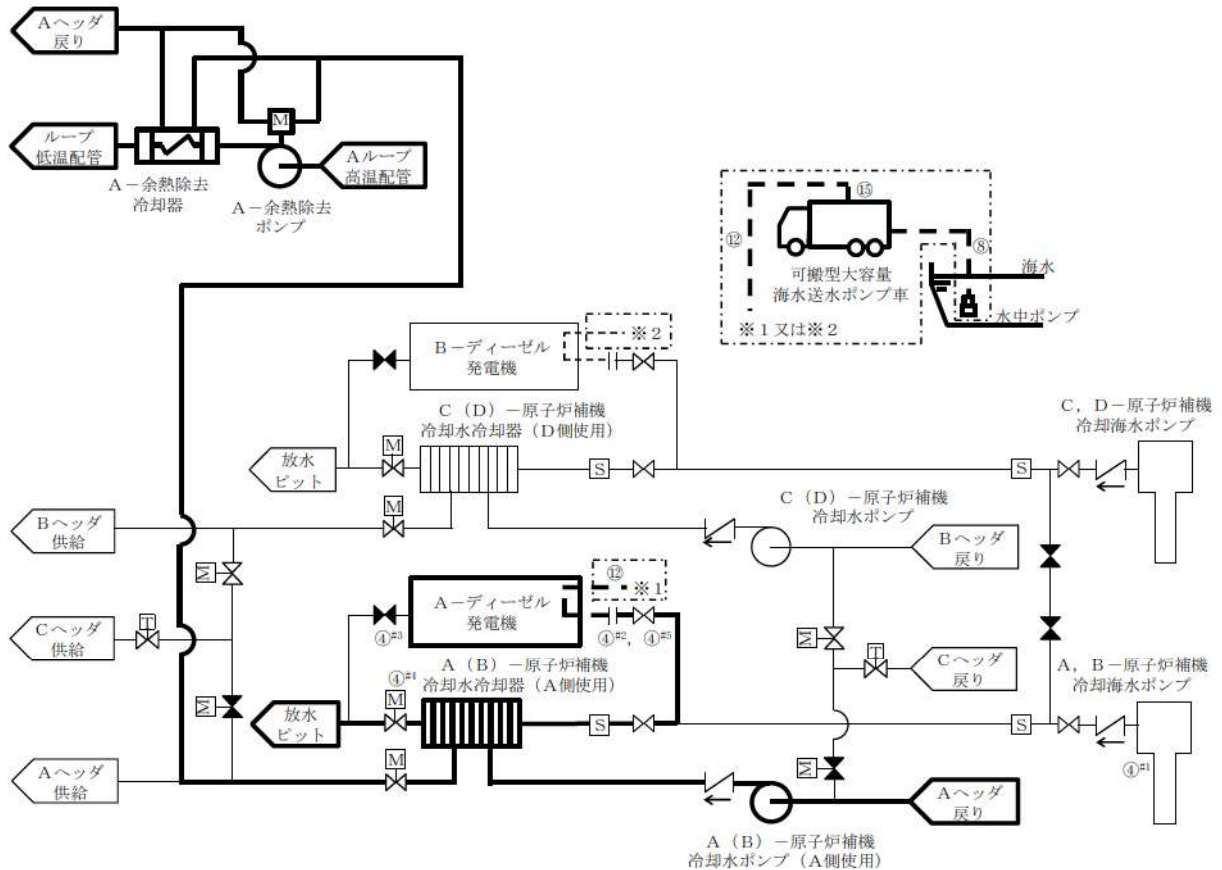 Aヘッダ
戻り
ループ
低温配管
M
Aループ
高温配管
A-余熱除去
冷却器
A-余熱除去
ポンプ
⑮
⑫
⑧
可搬型大容量
海水送水ポンプ車
海水
水中ポンプ
※1又は※2
※2
B-ディーゼル
発電機
C(D)-原子炉補機
冷却水冷却器(D側使用)
放水
ピット
M
S
S
C,D-原子炉補機
冷却海水ポンプ
M
C(D)-原子炉補機
冷却水ポンプ
Bヘッダ
供給
Bヘッダ
戻り
M
⑫
※1
A-ディーゼル
発電機
④#3
④#2,④#5
Cヘッダ
供給
T
M
T
Cヘッダ
戻り
A,B-原子炉補機
冷却海水ポンプ
④#4
A(B)-原子炉補機
冷却水冷却器(A側使用)
M
放水
ピット
M
S
S
④#1
Aヘッダ
供給
M
M
Aヘッダ
戻り
A(B)-原子炉補機
冷却水ポンプ(A側使用)